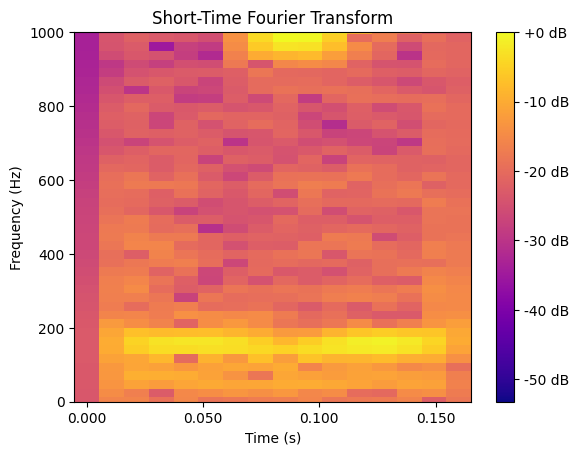 Short-Time Fourier Transform
1000
800
600
400
200
0
Frequency (Hz)
0.000
0.050
0.100
0.150
Time (s)
+0 dB
-10 dB
-20 dB
-30 dB
-40 dB
-50 dB